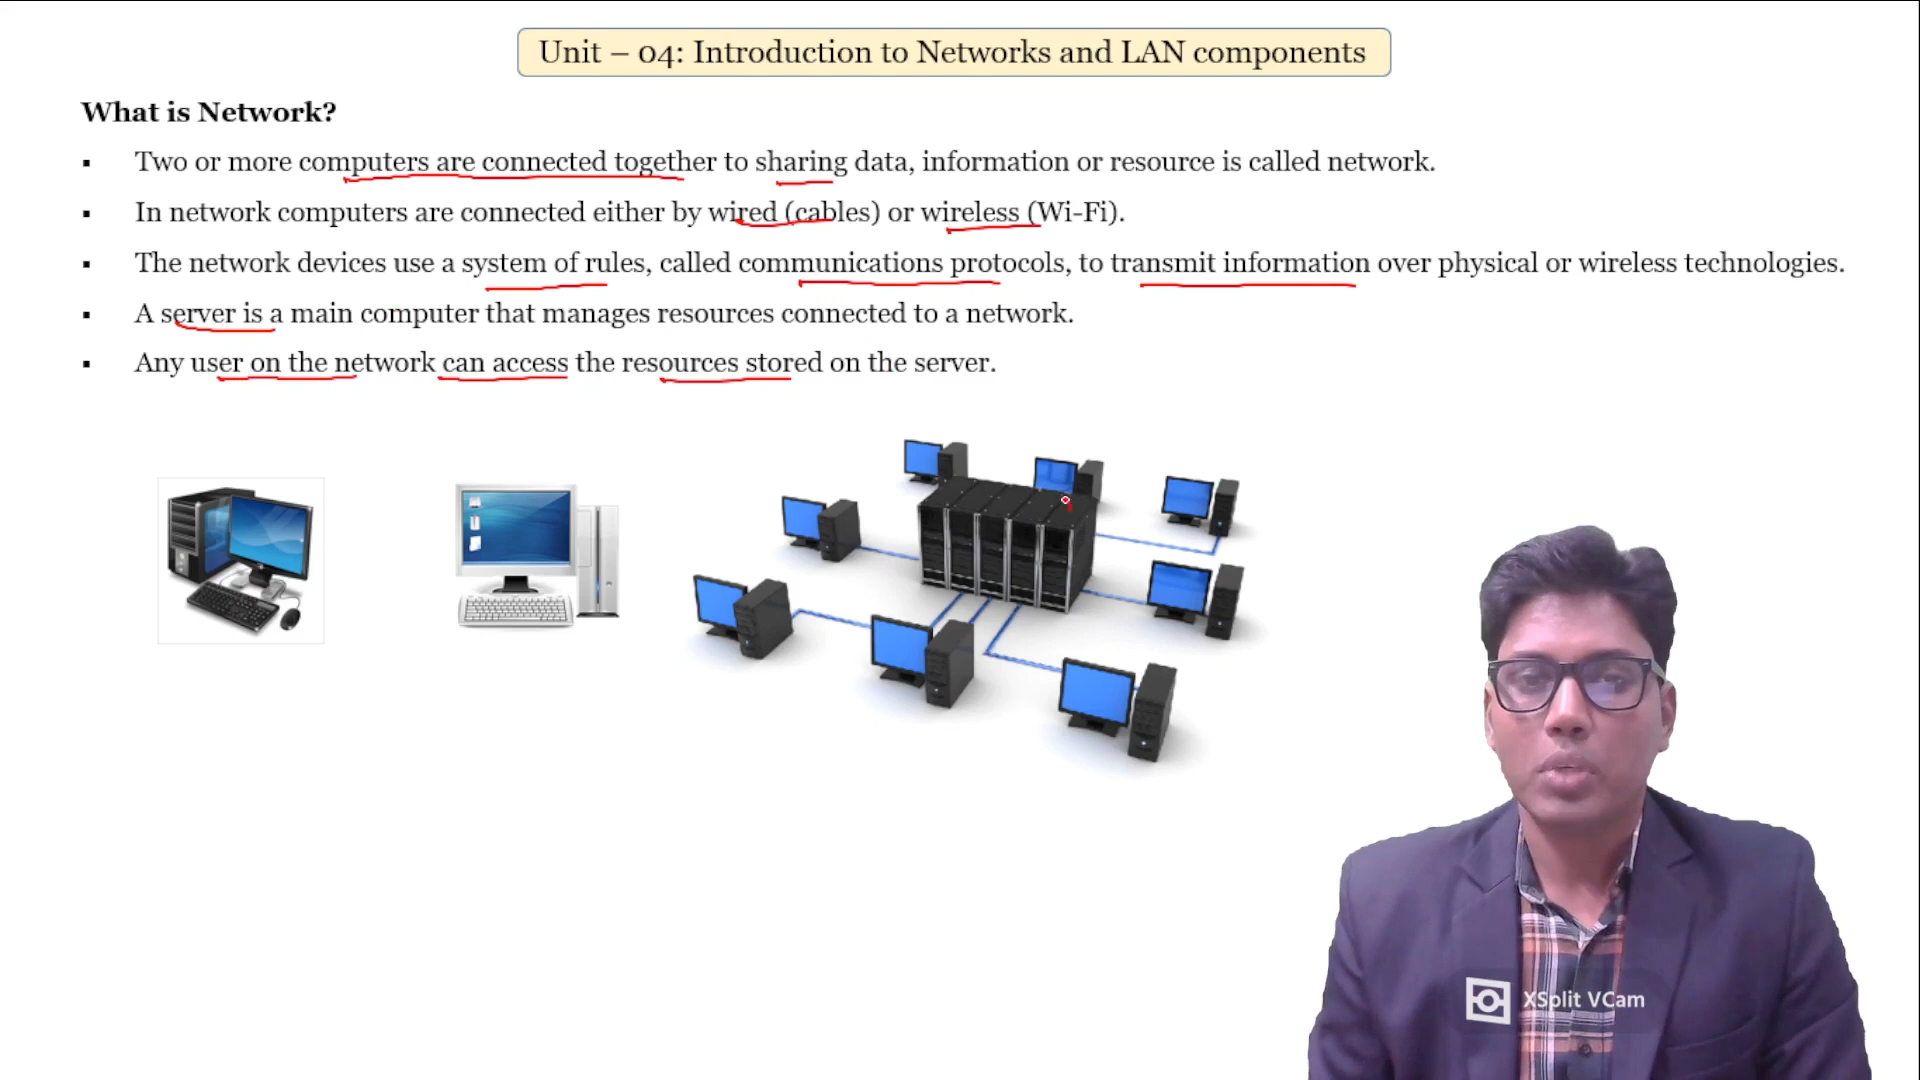 Unit – 04: Introduction to Networks and LAN components
What is Network?
▪ Two or more computers are connected together to sharing data, information or resource is called network.
▪ In network computers are connected either by wired (cables) or wireless (Wi-Fi).
▪ The network devices use a system of rules, called communications protocols, to transmit information over physical or wireless technologies.
▪ A server is a main computer that manages resources connected to a network.
▪ Any user on the network can access the resources stored on the server.
XSplit VCam